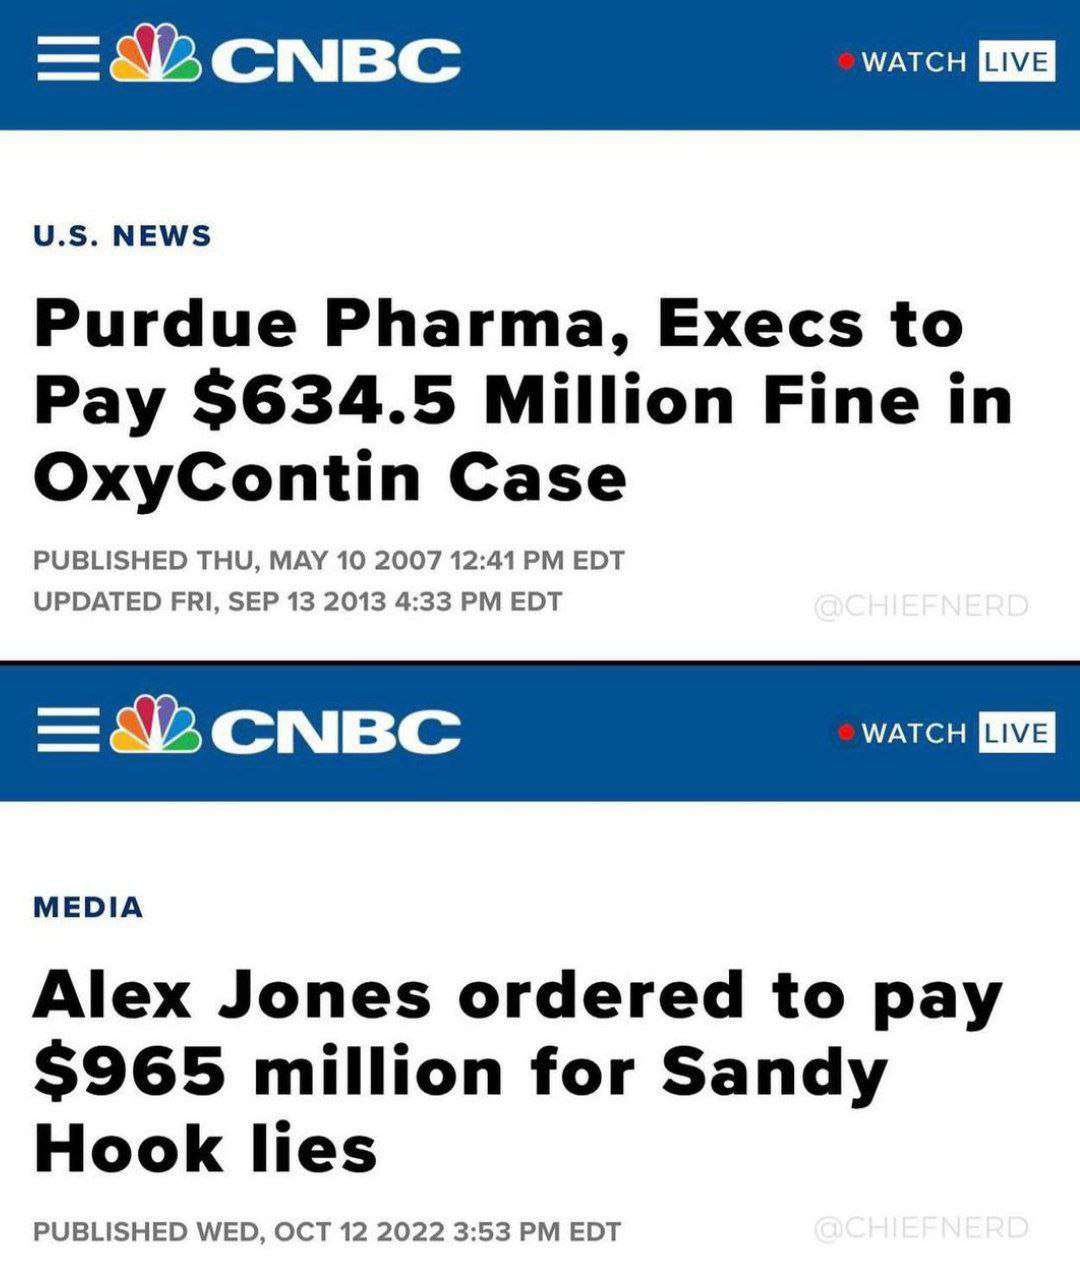 CNBC
WATCH LIVE
U.S. NEWS
Purdue Pharma, Execs to
Pay $634.5 Million Fine in
OxyContin Case
PUBLISHED THU, MAY 10 2007 12:41 PM EDT
UPDATED FRI, SEP 13 2013 4:33 PM EDT
@CHIEFNERD
CNBC
WATCH LIVE
MEDIA
Alex Jones ordered to pay
$965 million for Sandy
Hook lies
PUBLISHED WED, OCT 12 2022 3:53 PM EDT
@CHIEFNERD